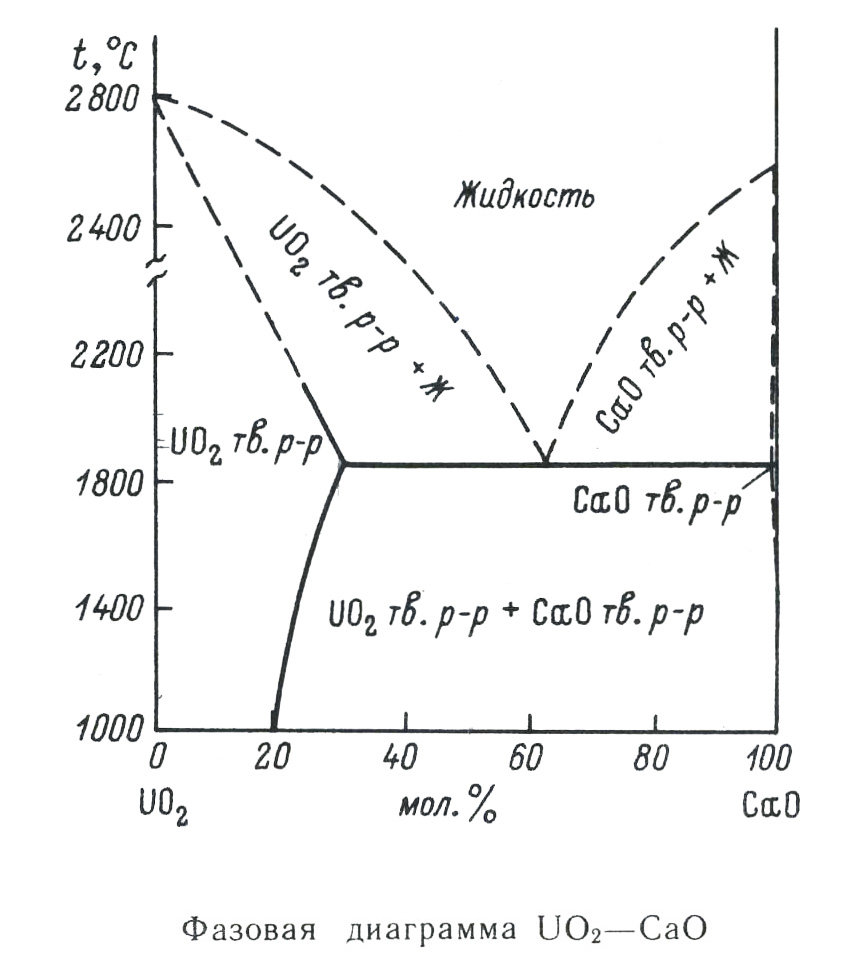 t,°C
2800
Жидкость
2400
UO₂ тв. р-р + Ж
CaO тв. р-р + Ж
2200
UO₂ тв. р-р
1800
CaO тв. р-р
1400
UO₂ тв. р-р + CaO тв. р-р
1000
0 20 40 60 80 100
UO₂ мол.% CaO
Фазовая диаграмма UO₂—CaO